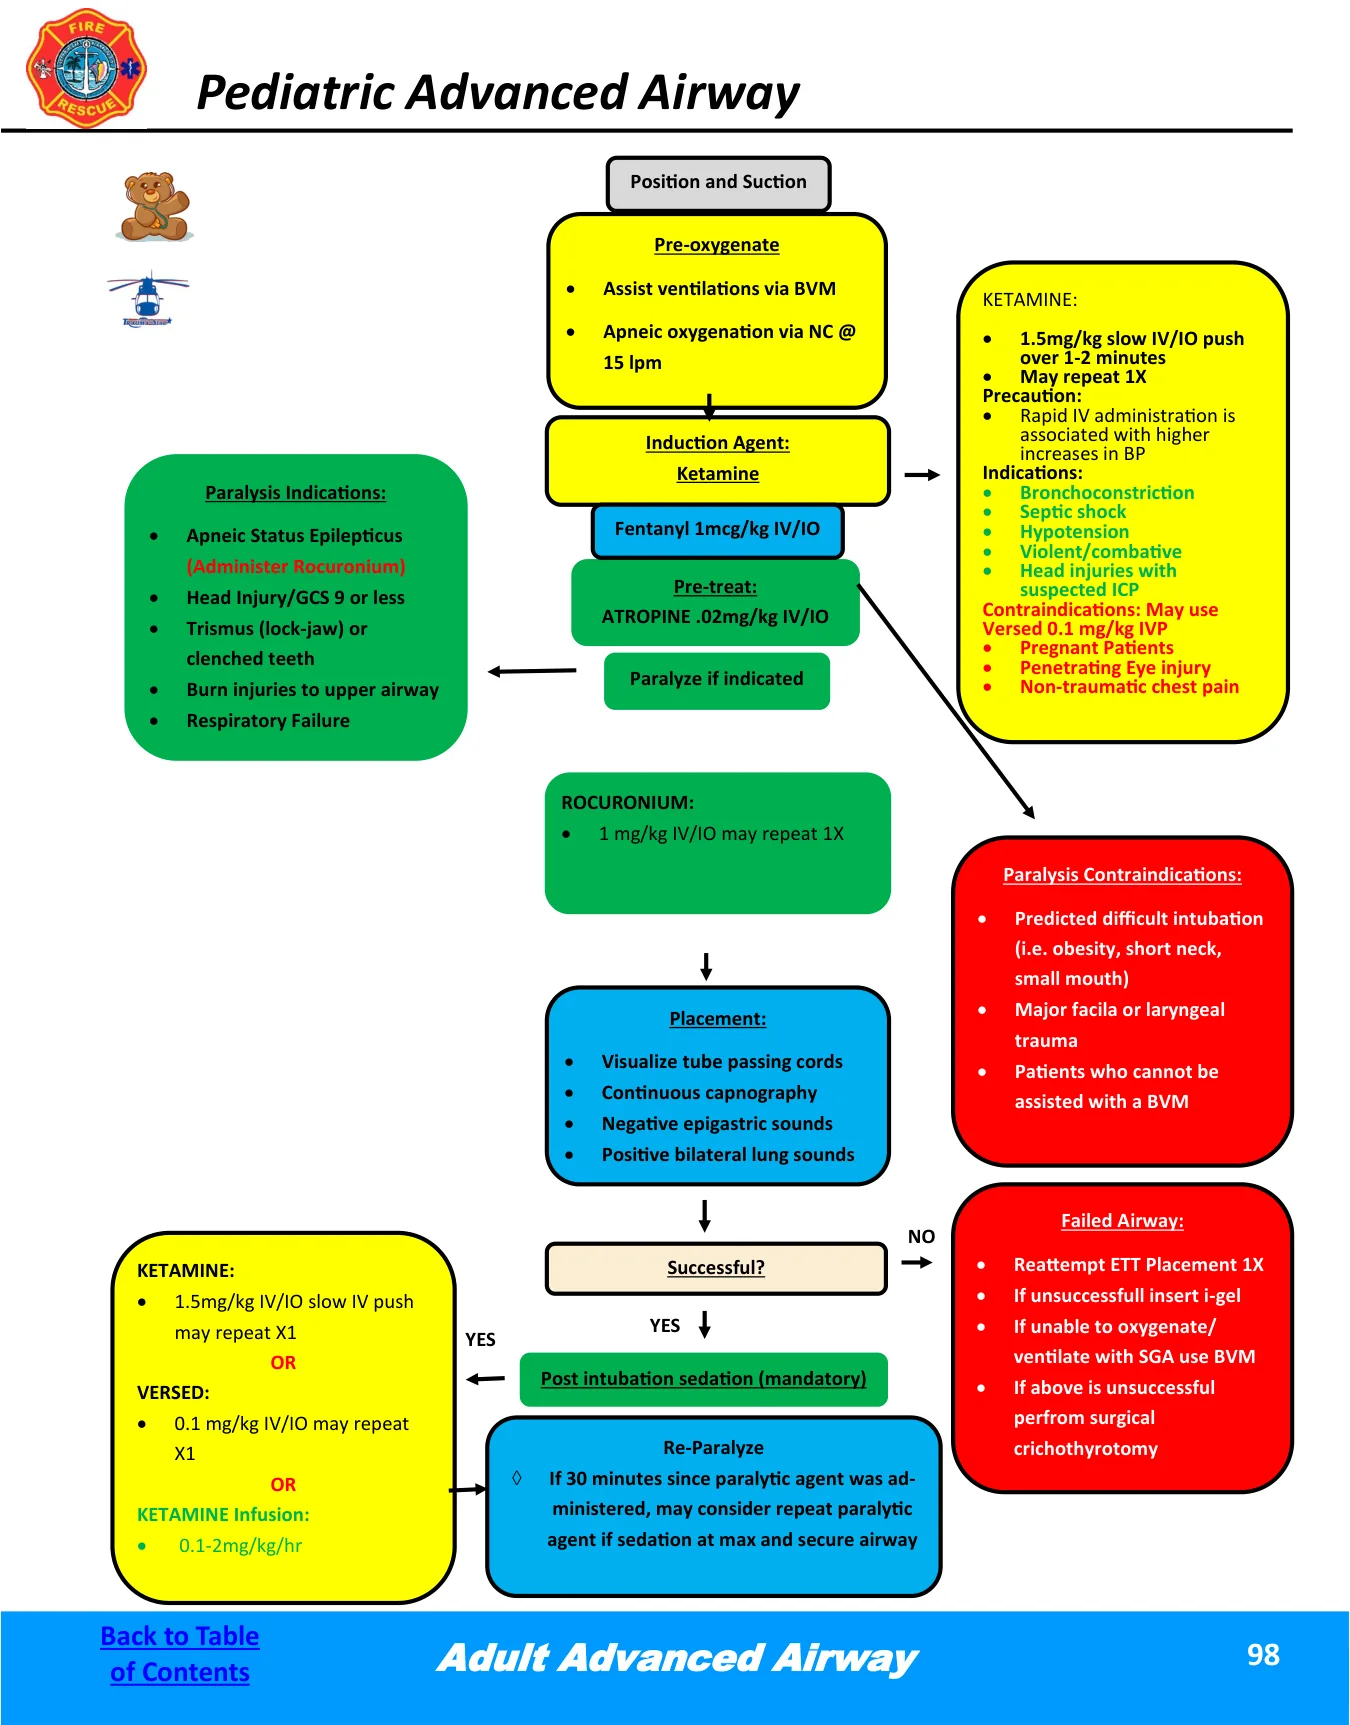 FIRE
RESCUE
Pediatric Advanced Airway
Position and Suction
Pre-oxygenate
• Assist ventilations via BVM
• Apneic oxygenation via NC @
15 lpm
Induction Agent:
Ketamine
Fentanyl 1mcg/kg IV/IO
Pre-treat:
ATROPINE .02mg/kg IV/IO
Paralyze if indicated
KETAMINE:
• 1.5mg/kg slow IV/IO push
over 1-2 minutes
• May repeat 1X
Precaution:
• Rapid IV administration is
associated with higher
increases in BP
Indications:
• Bronchoconstriction
• Septic shock
• Hypotension
• Violent/combative
• Head injuries with
suspected ICP
Contraindications: May use
Versed 0.1 mg/kg IVP
• Pregnant Patients
• Penetrating Eye injury
• Non-traumatic chest pain
Paralysis Indications:
• Apneic Status Epilepticus
(Administer Rocuronium)
• Head Injury/GCS 9 or less
• Trismus (lock-jaw) or
clenched teeth
• Burn injuries to upper airway
• Respiratory Failure
ROCURONIUM:
• 1 mg/kg IV/IO may repeat 1X
Paralysis Contraindications:
• Predicted difficult intubation
(i.e. obesity, short neck,
small mouth)
• Major facila or laryngeal
trauma
• Patients who cannot be
assisted with a BVM
Placement:
• Visualize tube passing cords
• Continuous capnography
• Negative epigastric sounds
• Positive bilateral lung sounds
Successful?
NO
Failed Airway:
• Reattempt ETT Placement 1X
• If unsuccessfull insert i-gel
• If unable to oxygenate/
ventilate with SGA use BVM
• If above is unsuccessful
perfrom surgical
crichothyrotomy
YES
YES
Post intubation sedation (mandatory)
KETAMINE:
• 1.5mg/kg IV/IO slow IV push
may repeat X1
OR
VERSED:
• 0.1 mg/kg IV/IO may repeat
X1
OR
KETAMINE Infusion:
• 0.1-2mg/kg/hr
Re-Paralyze
◊ If 30 minutes since paralytic agent was ad-
ministered, may consider repeat paralytic
agent if sedation at max and secure airway
Back to Table
of Contents
Adult Advanced Airway
98